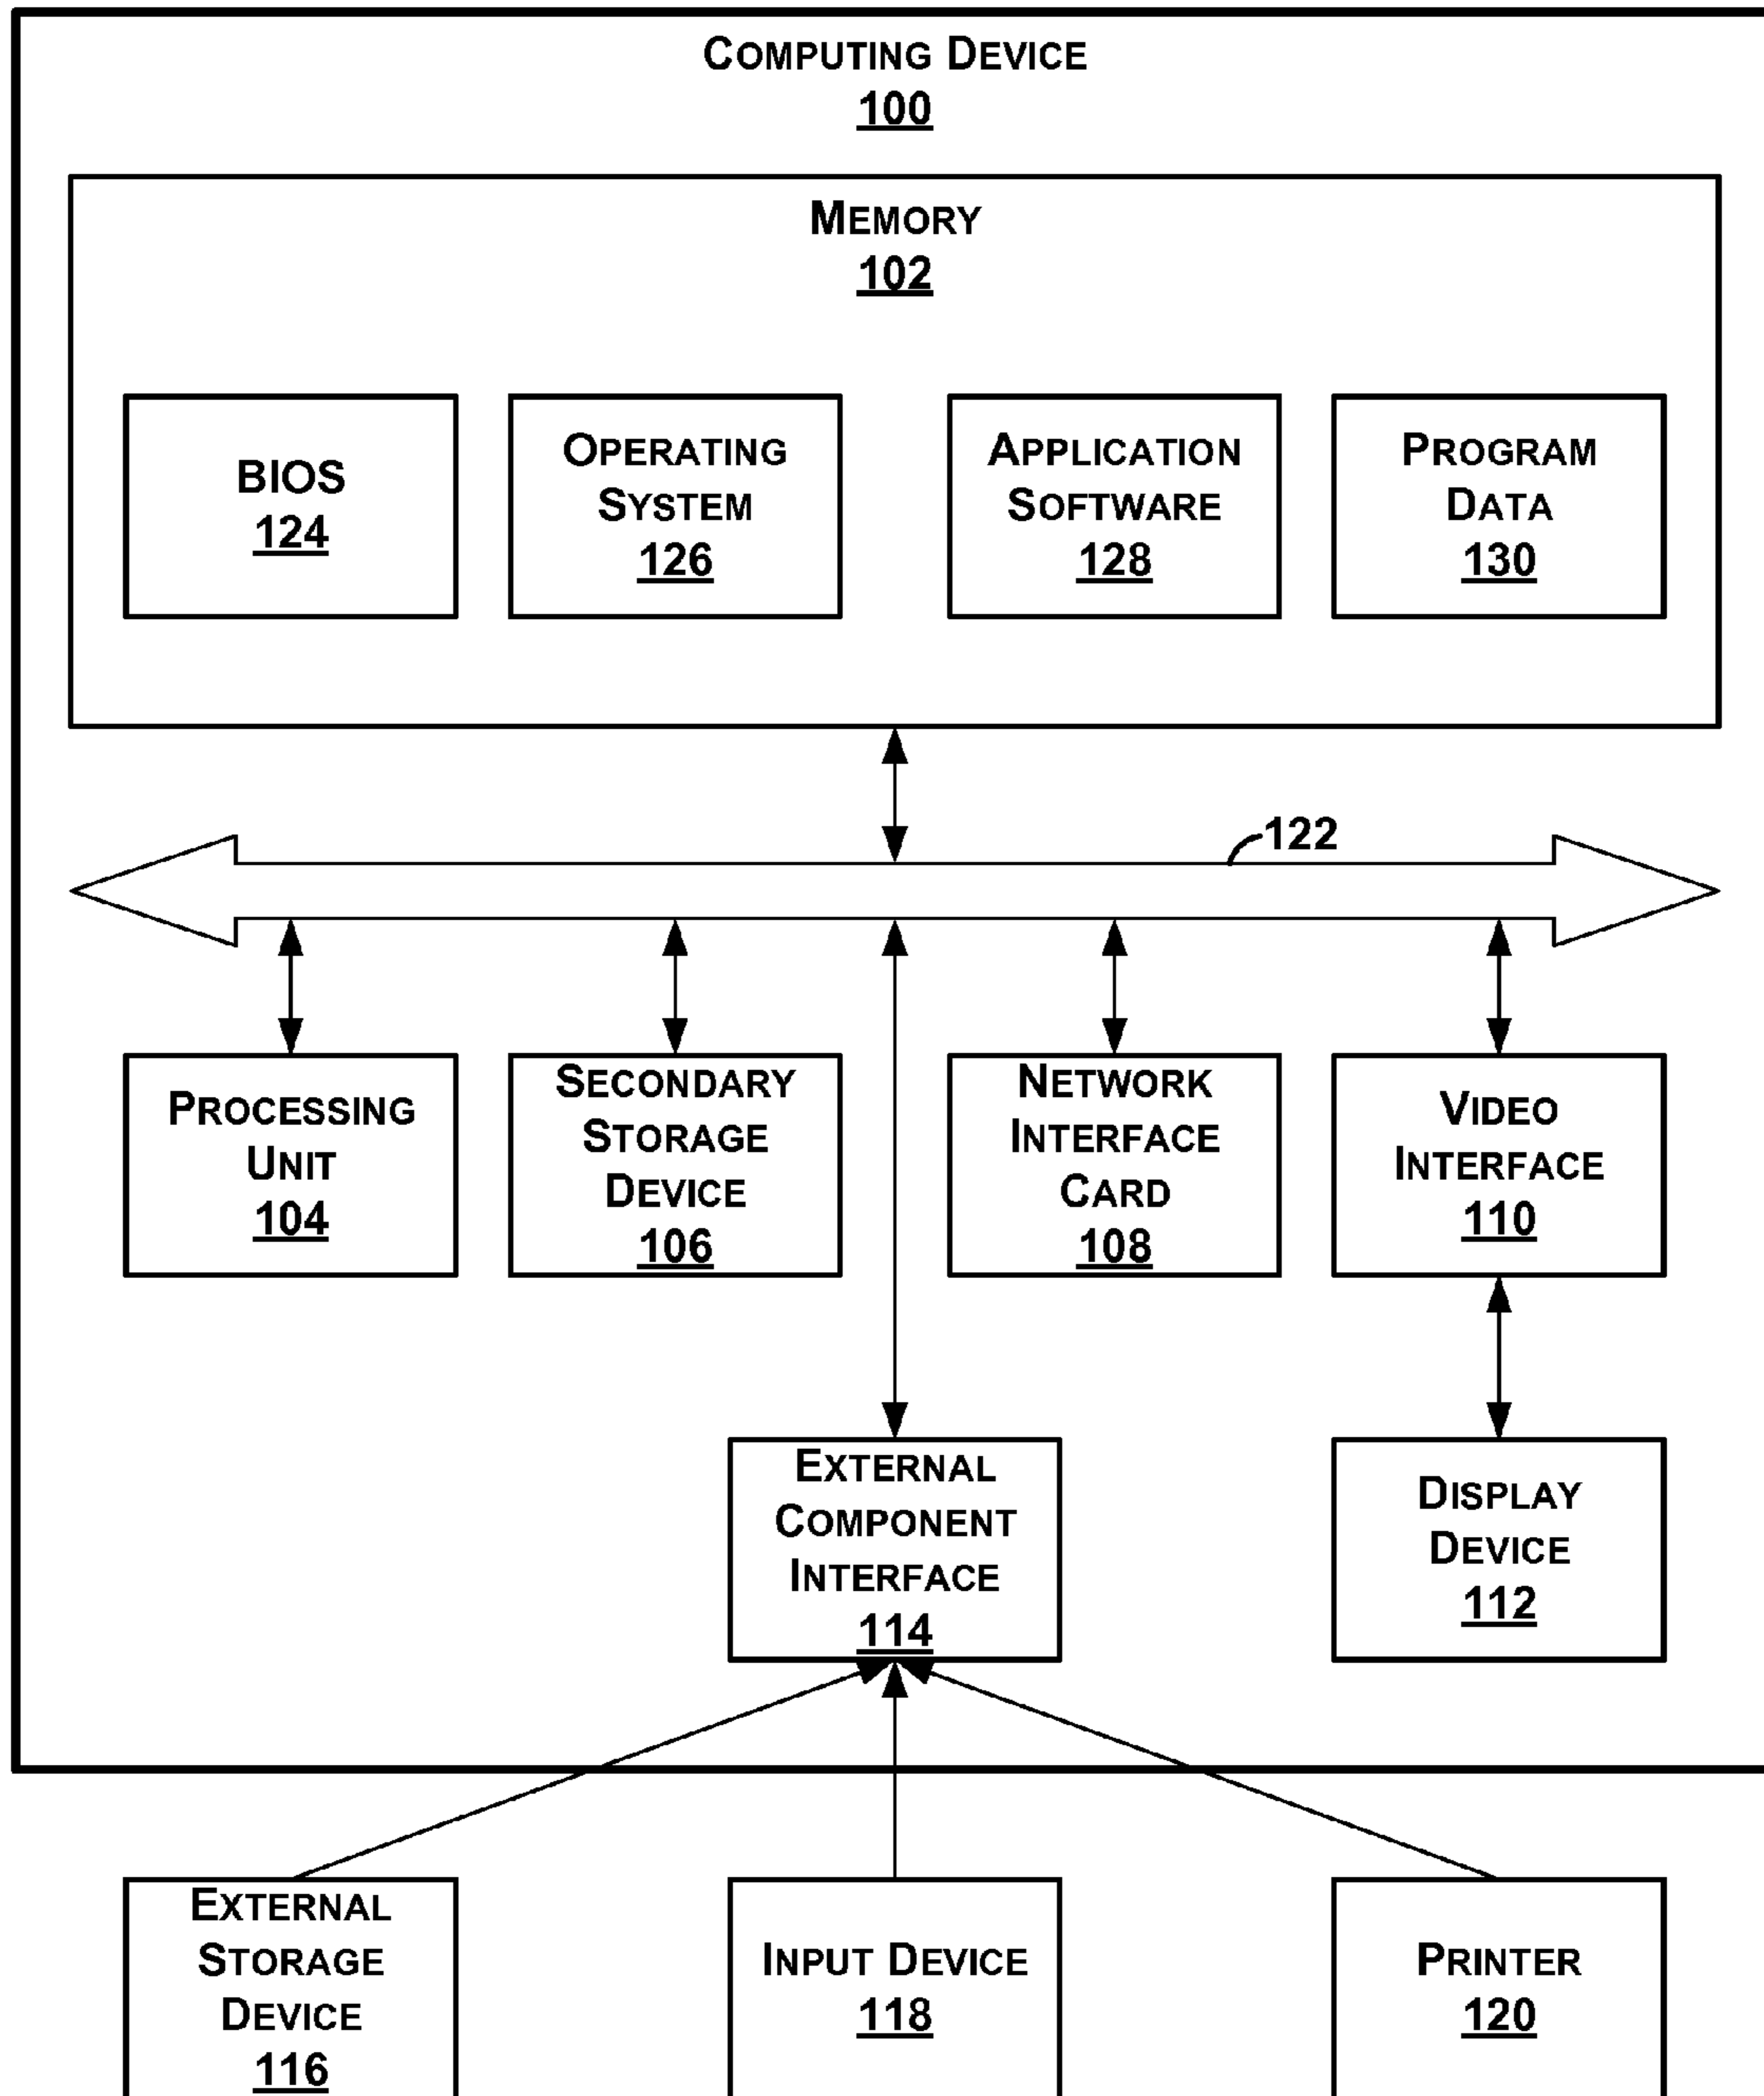 COMPUTING DEVICE
100
MEMORY
102
BIOS
124
OPERATING
SYSTEM
126
APPLICATION
SOFTWARE
128
PROGRAM
DATA
130
122
PROCESSING
UNIT
104
SECONDARY
STORAGE
DEVICE
106
NETWORK
INTERFACE
CARD
108
VIDEO
INTERFACE
110
EXTERNAL
COMPONENT
INTERFACE
114
DISPLAY
DEVICE
112
EXTERNAL
STORAGE
DEVICE
116
INPUT DEVICE
118
PRINTER
120